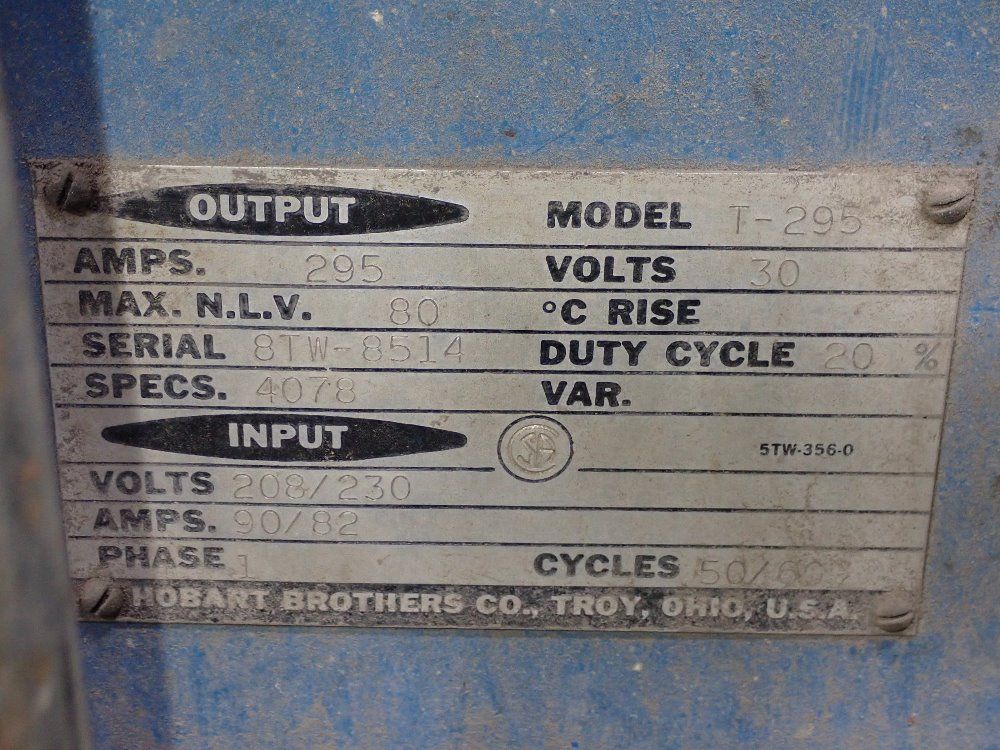 OUTPUT MODEL T-295
AMPS. 295 VOLTS 30
MAX. N.L.V. 80 °C RISE
SERIAL 8TW-8514 DUTY CYCLE 20 %
SPECS. 4078 VAR.
INPUT 5TW-356-0
VOLTS 208/230
AMPS. 90/82
PHASE 1 CYCLES 50/60
HOBART BROTHERS CO., TROY, OHIO, U.S.A.